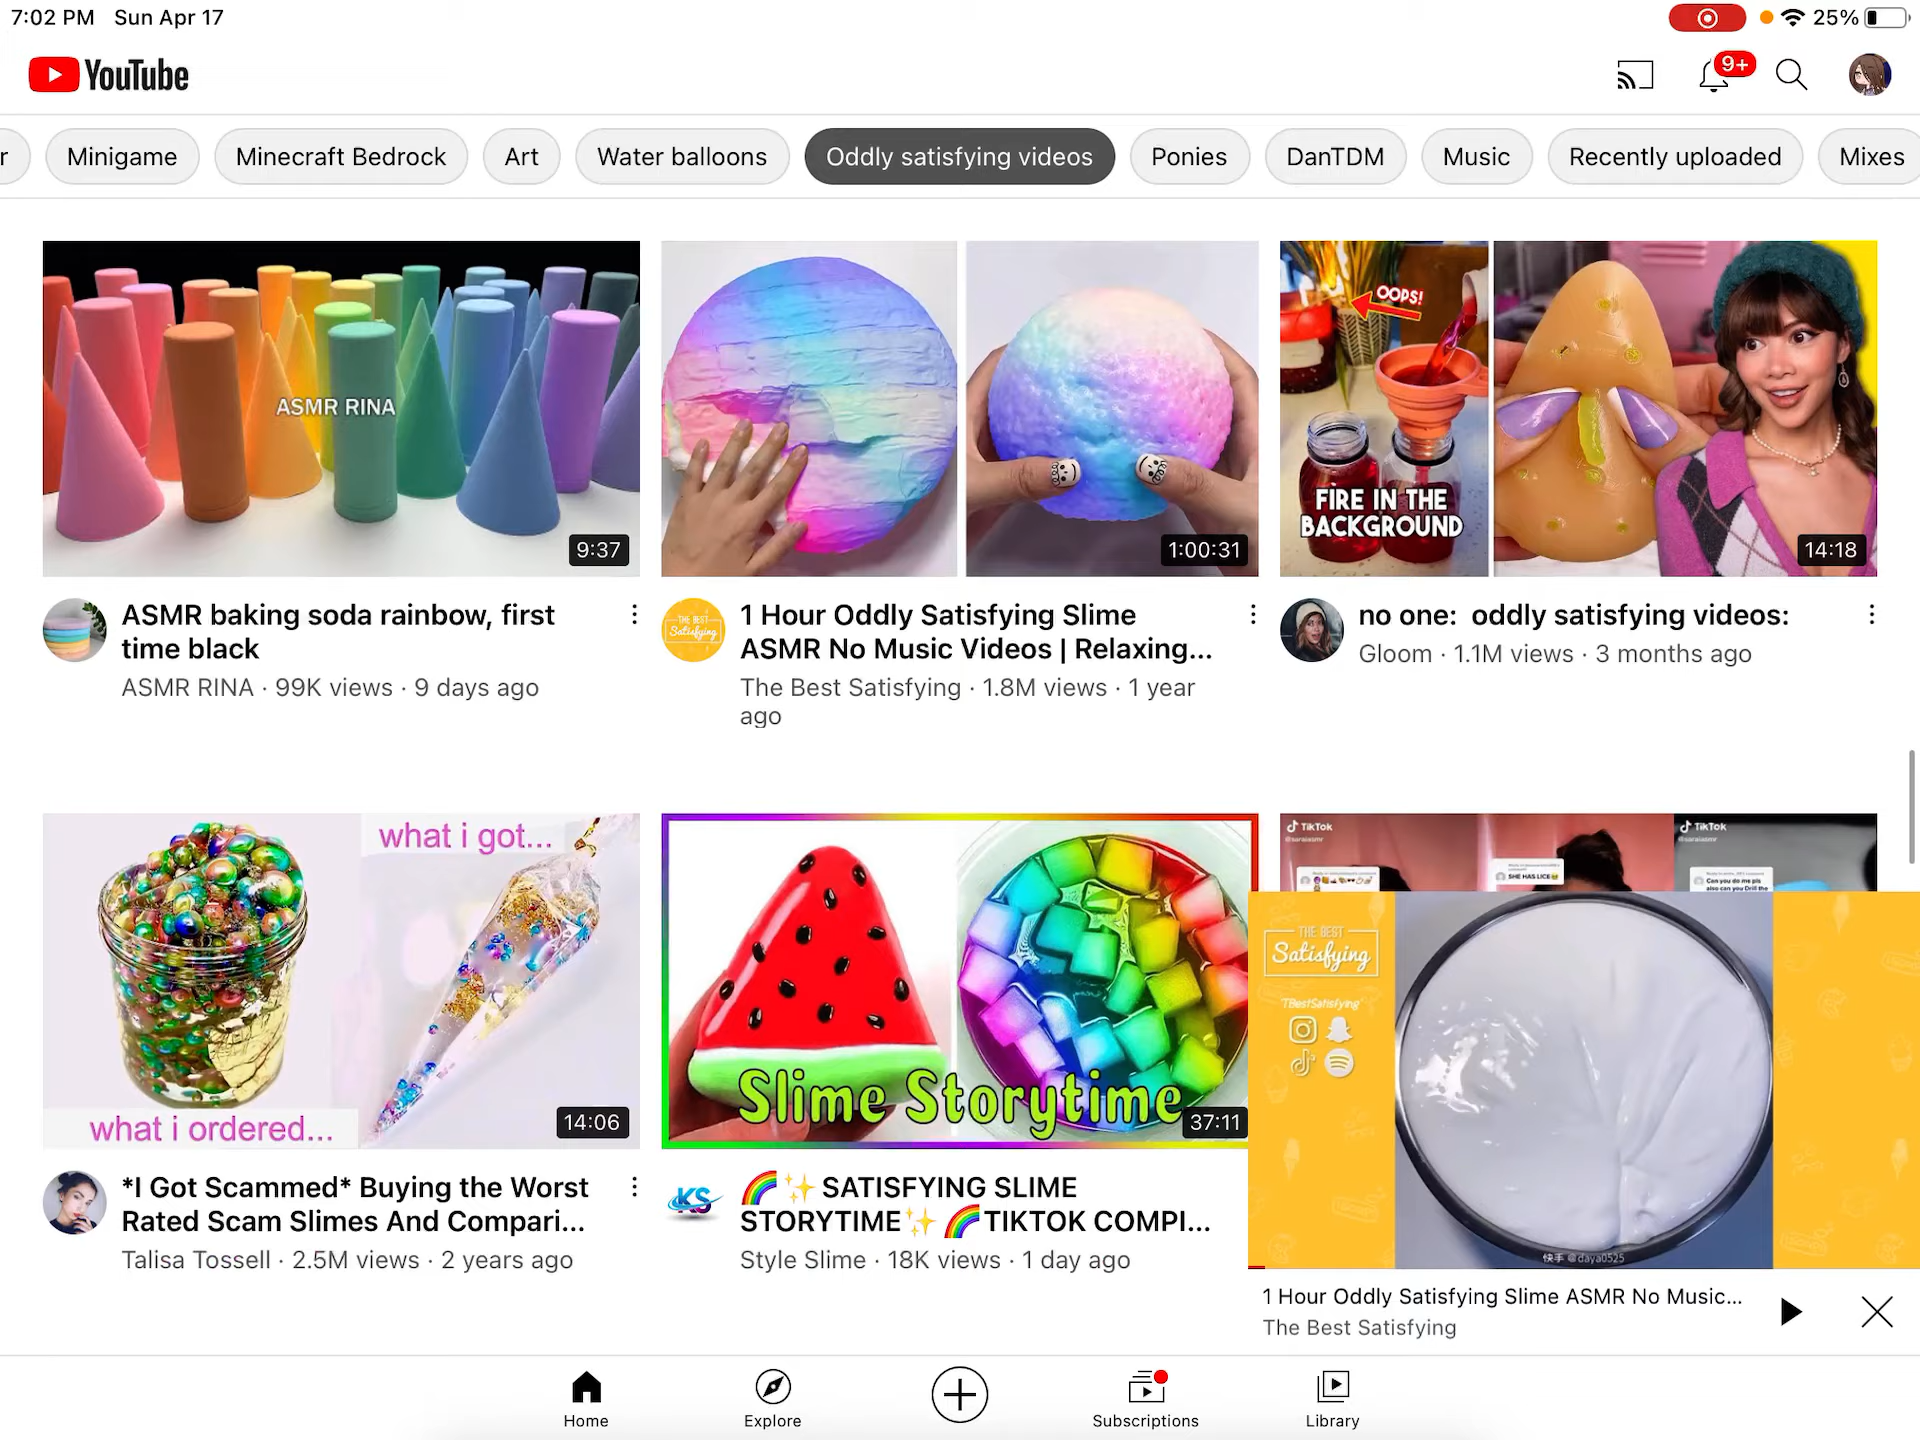 7:02 PM Sun Apr 17
25%
YouTube
9+
r
Minigame
Minecraft Bedrock
Art
Water balloons
Oddly satisfying videos
Ponies
DanTDM
Music
Recently uploaded
Mixes
ASMR RINA
9:37
1:00:31
OOPS!
FIRE IN THE
BACKGROUND
14:18
ASMR baking soda rainbow, first
time black
ASMR RINA · 99K views · 9 days ago
THE BEST
Satisfying
1 Hour Oddly Satisfying Slime
ASMR No Music Videos | Relaxing...
The Best Satisfying · 1.8M views · 1 year
ago
no one:  oddly satisfying videos:
Gloom · 1.1M views · 3 months ago
what i got...
what i ordered...
14:06
Slime Storytime
37:11
TikTok
SHE HAS LICE
TikTok
Can you do me pls
also can you Drill the
THE BEST
Satisfying
TBestSatisfying
快手 @daya0525
KS
*I Got Scammed* Buying the Worst
Rated Scam Slimes And Compari...
Talisa Tossell · 2.5M views · 2 years ago
🌈✨ SATISFYING SLIME
STORYTIME✨ 🌈TIKTOK COMPI...
Style Slime · 18K views · 1 day ago
1 Hour Oddly Satisfying Slime ASMR No Music...
The Best Satisfying
Home
Explore
Subscriptions
Library